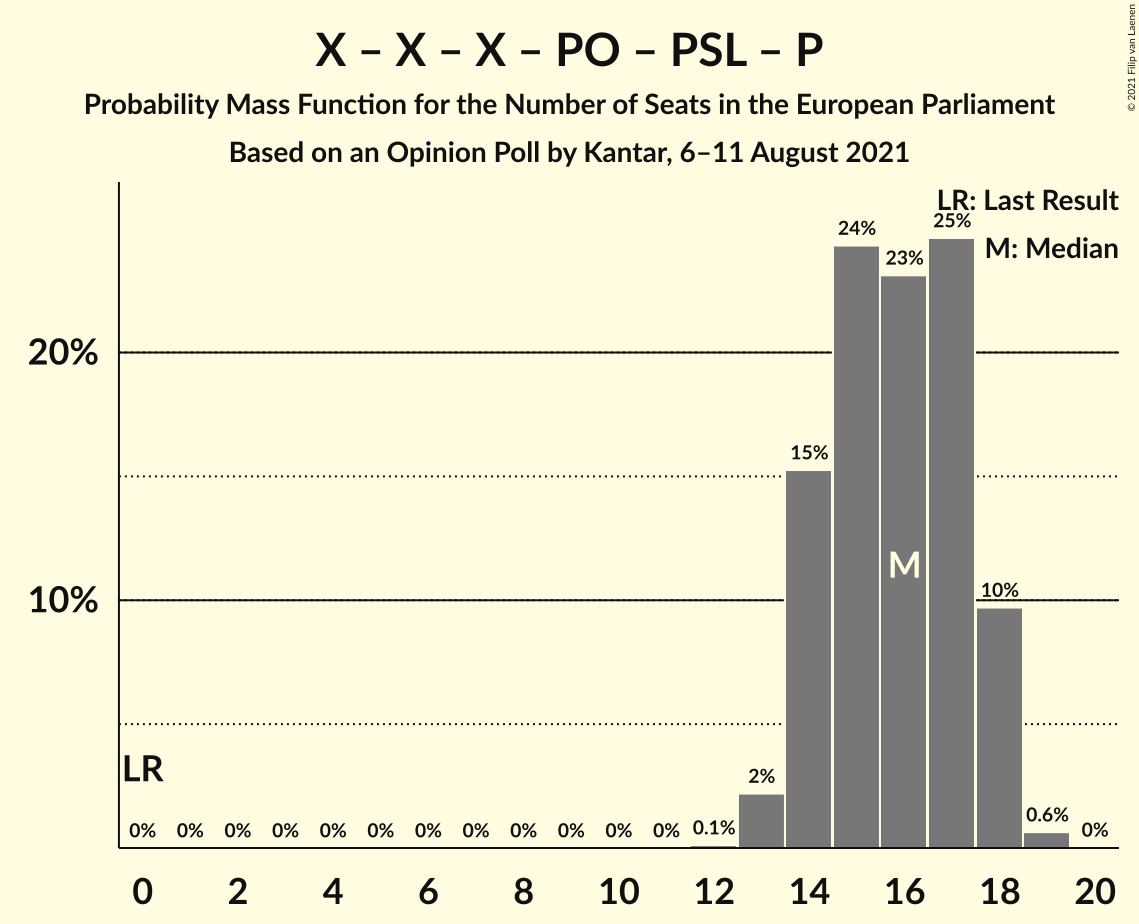 X – X – X – PO – PSL – P
Probability Mass Function for the Number of Seats in the European Parliament
Based on an Opinion Poll by Kantar, 6–11 August 2021
© 2021 Filip van Laenen
LR: Last Result
M: Median
20%
10%
24%
23%
25%
15%
10%
M
LR
2%
0% 0% 0% 0% 0% 0% 0% 0% 0% 0% 0% 0% 0.1% 0.6% 0%
0 2 4 6 8 10 12 14 16 18 20